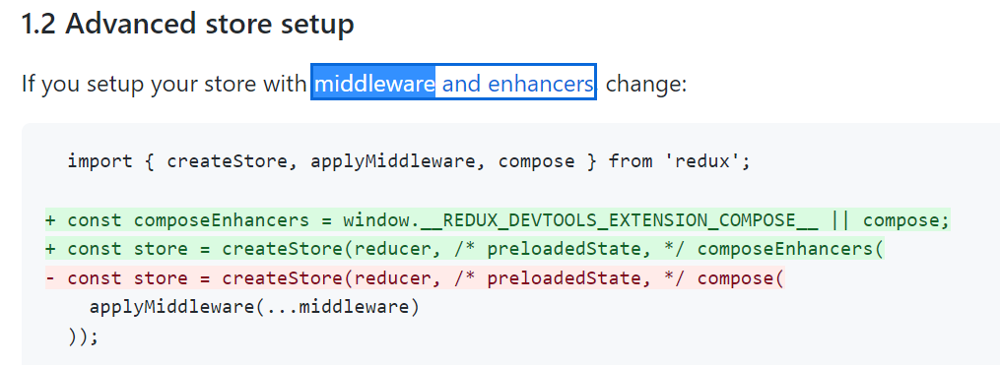 1.2 Advanced store setup
If you setup your store with middleware and enhancers, change:
import { createStore, applyMiddleware, compose } from 'redux';
+ const composeEnhancers = window.__REDUX_DEVTOOLS_EXTENSION_COMPOSE__ || compose;
+ const store = createStore(reducer, /* preloadedState, */ composeEnhancers(
- const store = createStore(reducer, /* preloadedState, */ compose(
applyMiddleware(...middleware)
));